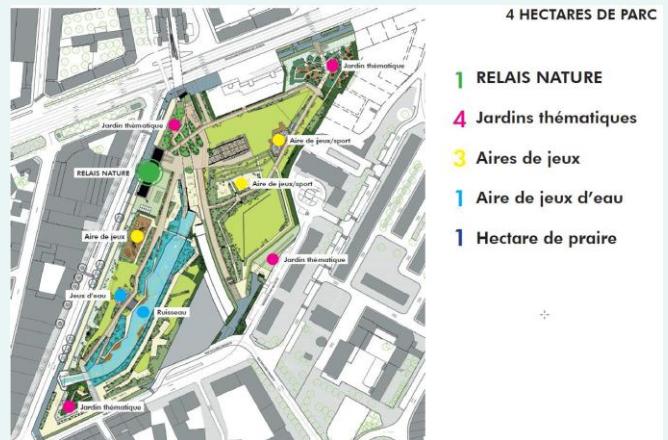 4 HECTARES DE PARC
1 RELAIS NATURE
4 Jardins thématiques
3 Aires de jeux
1 Aire de jeux d'eau
1 Hectare de praire
Jardin thématique
Jardin thématique
Aire de jeux/sport
RELAIS NATURE
Aire de jeux/sport
Aire de jeux
Jardin thématique
Jeux d'eau
Ruisseau
Jardin thématique